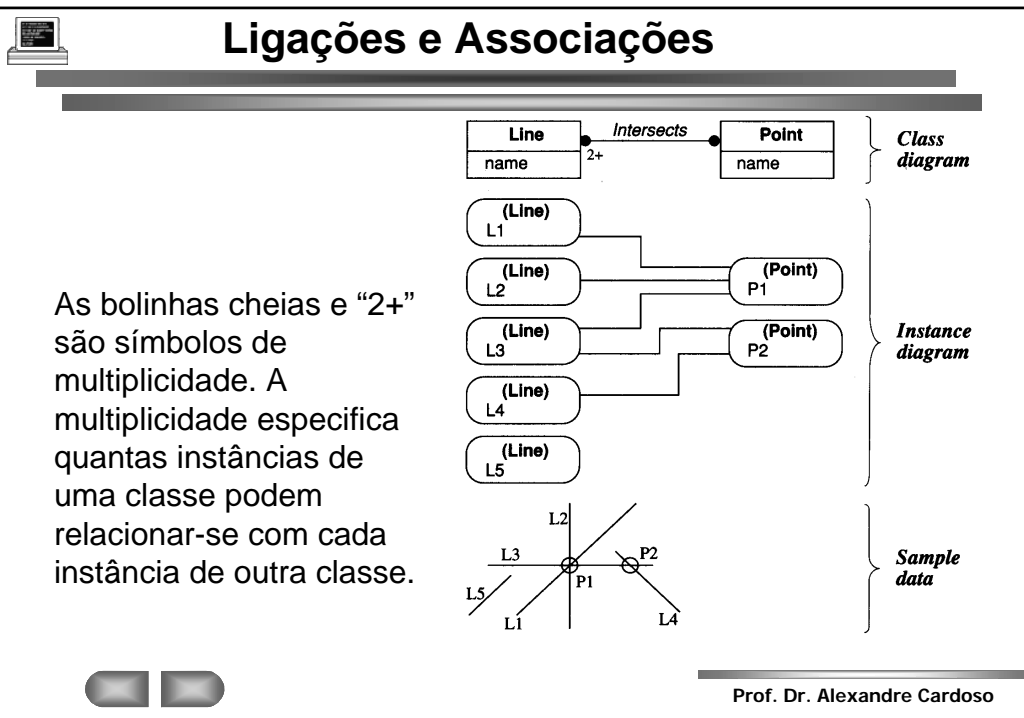 Ligações e Associações
As bolinhas cheias e “2+”
são símbolos de
multiplicidade. A
multiplicidade especifica
quantas instâncias de
uma classe podem
relacionar-se com cada
instância de outra classe.
Line
name
Intersects
2+
Point
name
Class
diagram
(Line)
L1
(Line)
L2
(Line)
L3
(Line)
L4
(Line)
L5
(Point)
P1
(Point)
P2
Instance
diagram
L2
L3
P2
P1
L5
L1
L4
Sample
data
Prof. Dr. Alexandre Cardoso